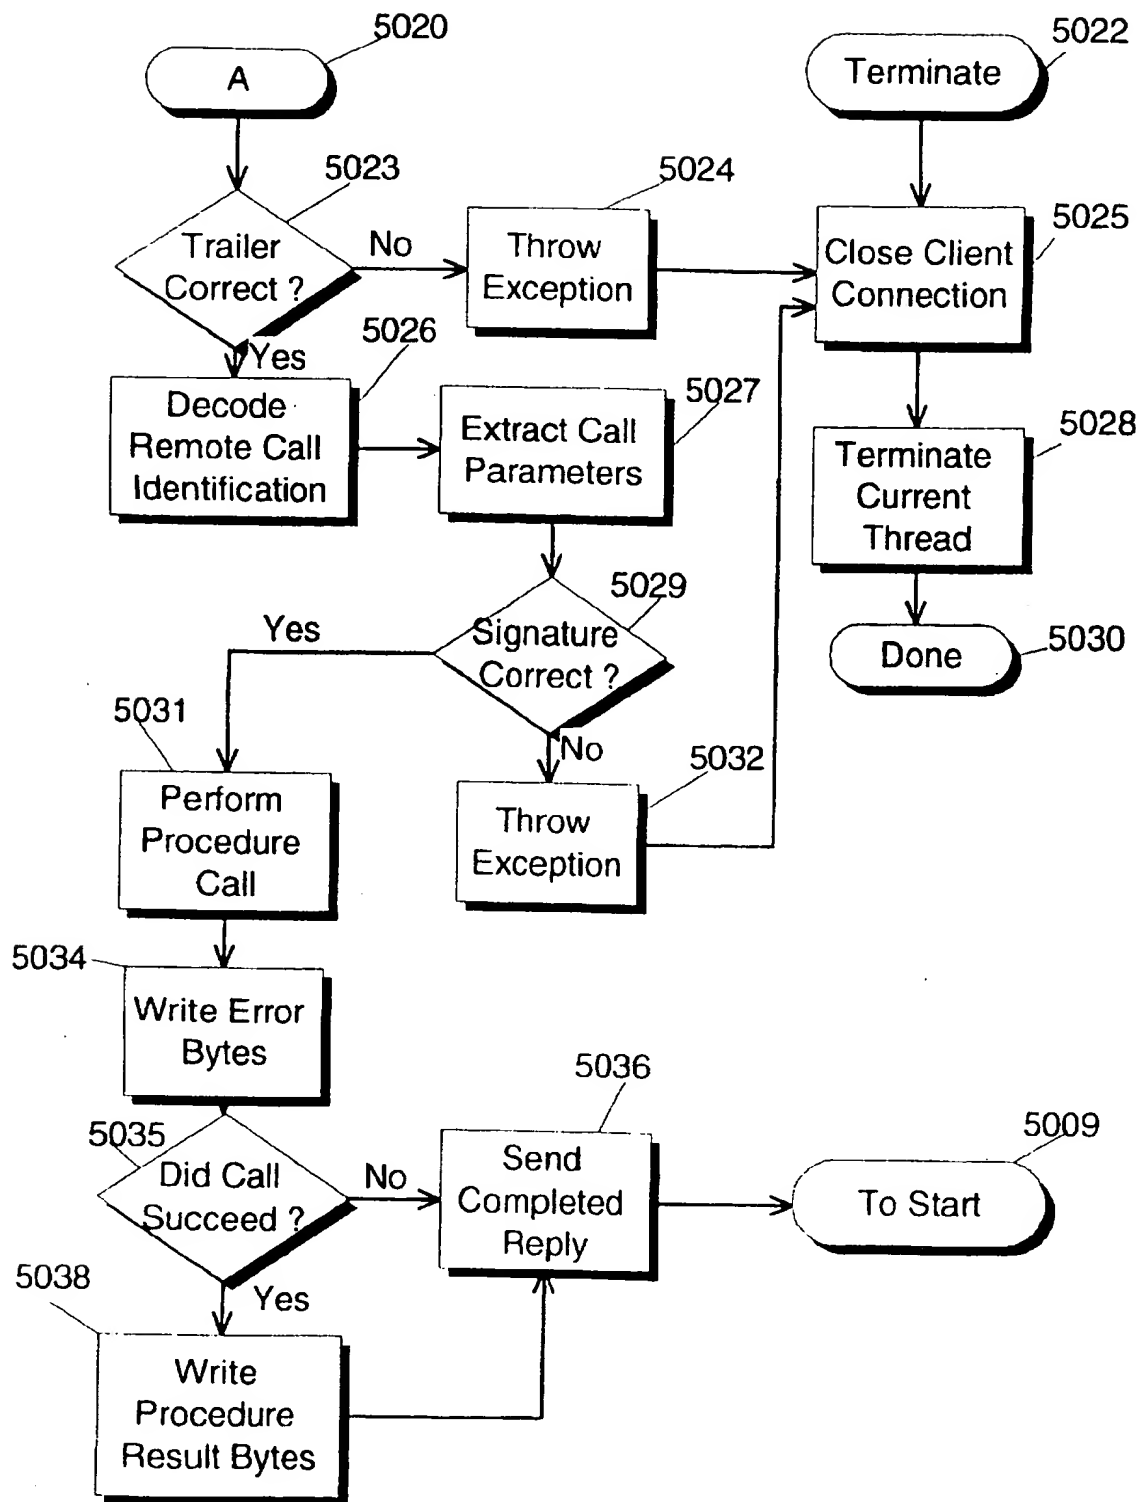 5020
A
5022
Terminate
5023
Trailer
Correct ?
No
5024
Throw
Exception
5025
Close Client
Connection
Yes
5026
Decode
Remote Call
Identification
5027
Extract Call
Parameters
5028
Terminate
Current
Thread
5029
Signature
Correct ?
Yes
No
5030
Done
5031
Perform
Procedure
Call
5032
Throw
Exception
5034
Write Error
Bytes
5035
Did Call
Succeed ?
No
5036
Send
Completed
Reply
5009
To Start
Yes
5038
Write
Procedure
Result Bytes